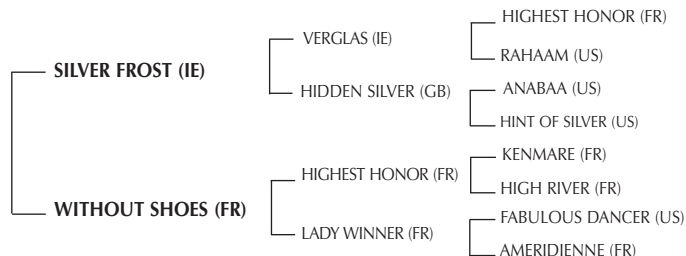 HIGHEST HONOR (FR)
VERGLAS (IE)
RAHAAM (US)
SILVER FROST (IE)
HIDDEN SILVER (GB)
ANABAA (US)
HINT OF SILVER (US)
KENMARE (FR)
HIGHEST HONOR (FR)
HIGH RIVER (FR)
WITHOUT SHOES (FR)
FABULOUS DANCER (US)
LADY WINNER (FR)
AMERIDIENNE (FR)